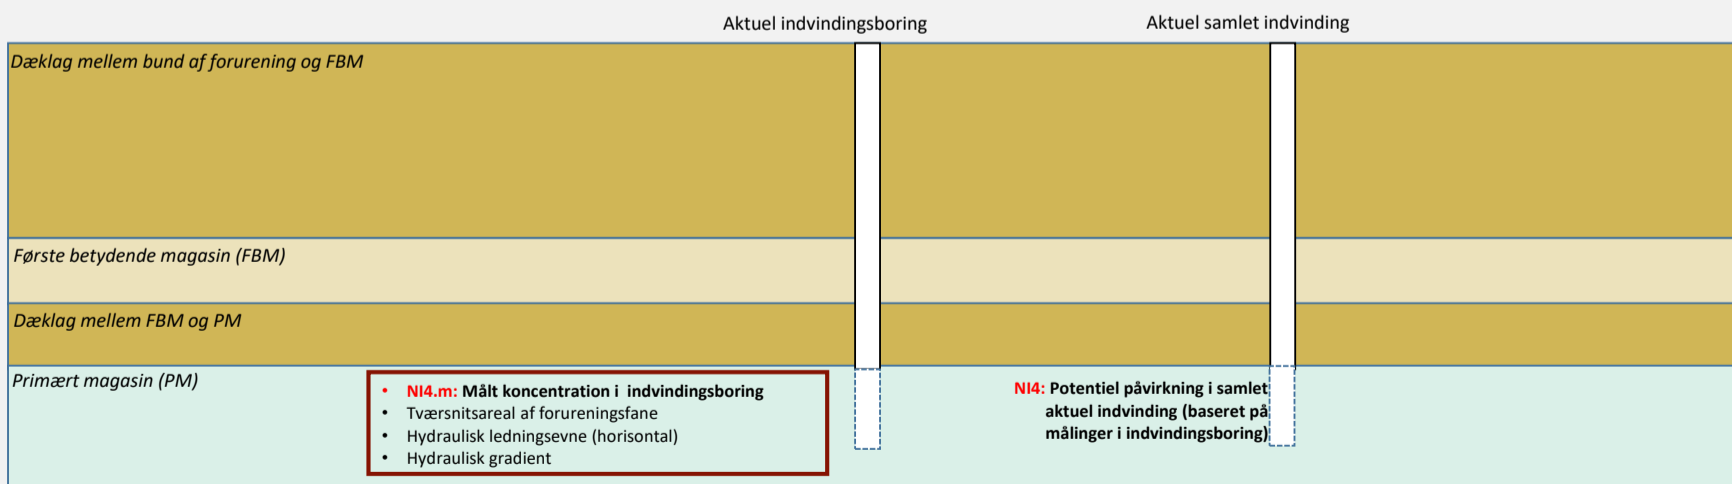 Aktuel indvindingsboring
Aktuel samlet indvinding
Dæklag mellem bund af forurening og FBM
Første betydende magasin (FBM)
Dæklag mellem FBM og PM
Primært magasin (PM)
• NI4.m: Målt koncentration i indvindingsboring
• Tværsnitsareal af forureningsfane
• Hydraulisk ledningsevne (horisontal)
• Hydraulisk gradient
NI4: Potentiel påvirkning i samlet
aktuel indvinding (baseret på
målinger i indvindingsboring)